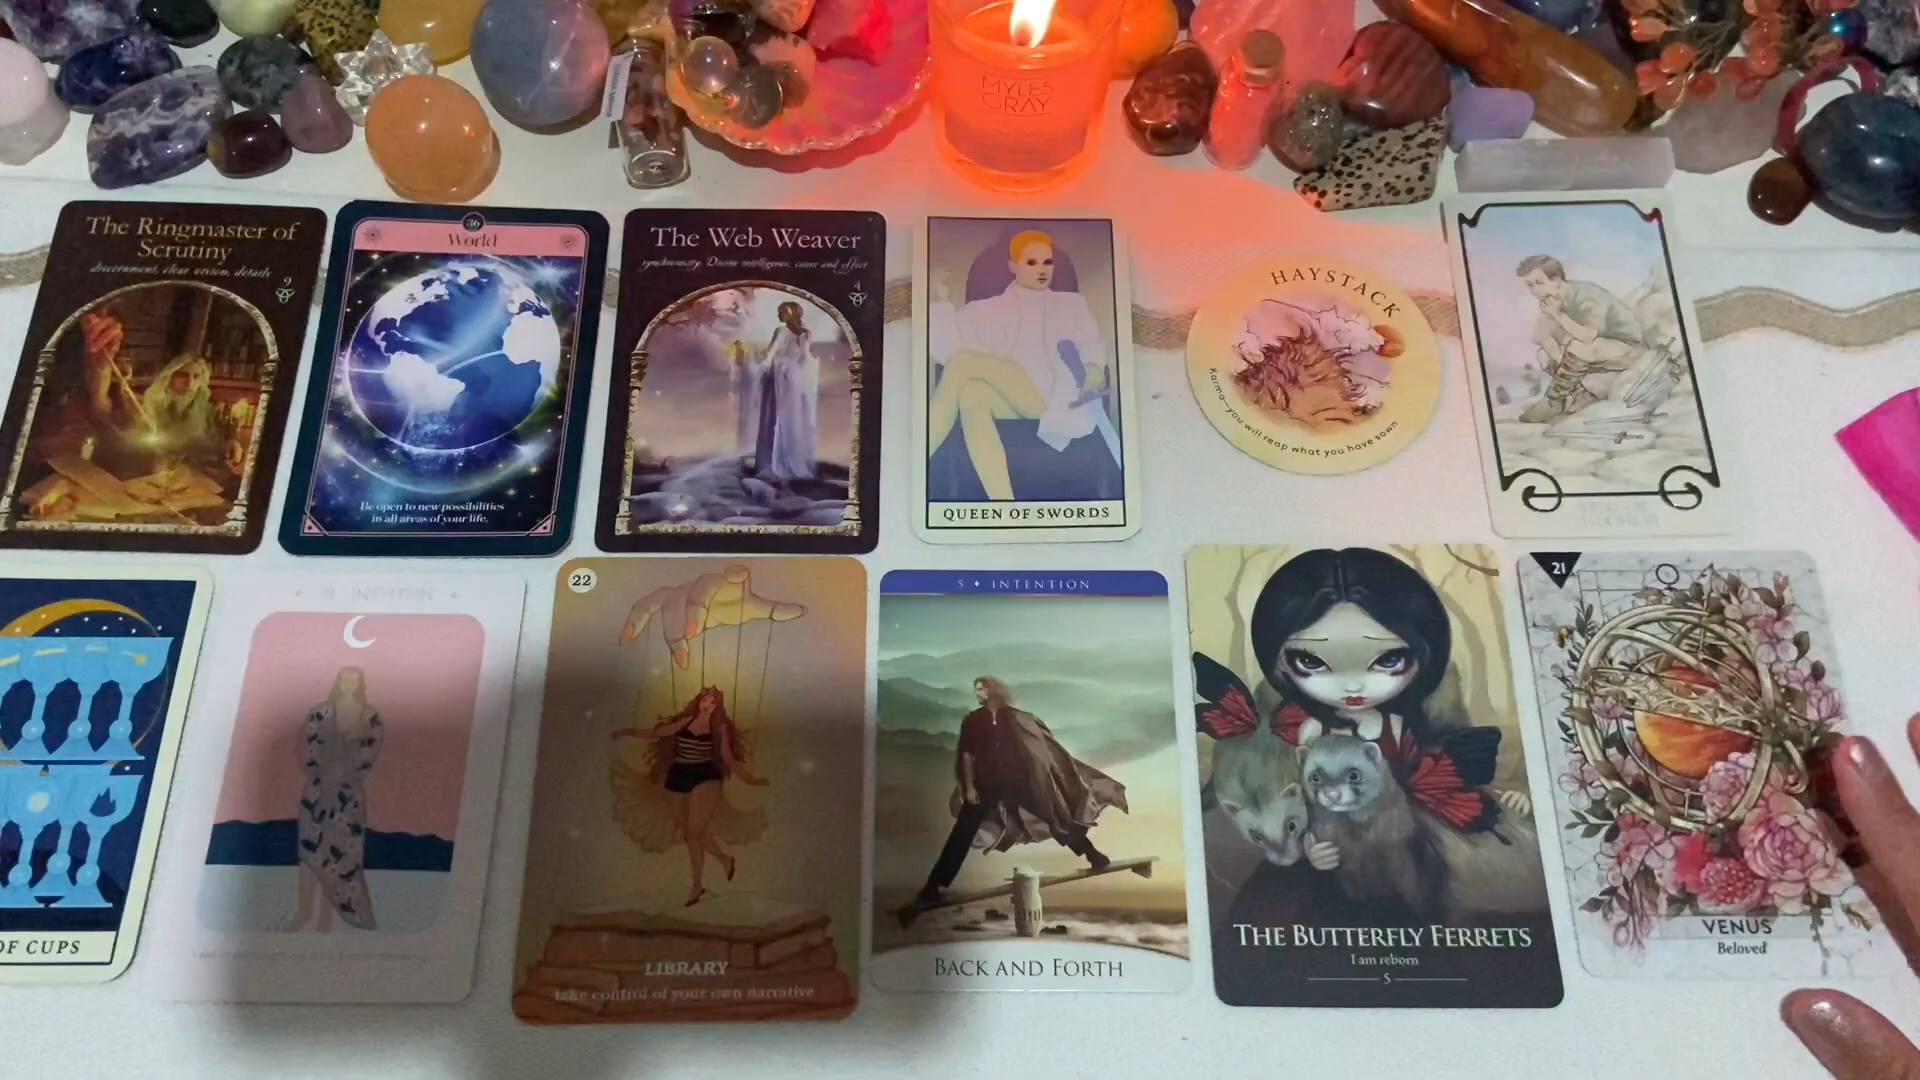 MYLES
GRAY
The Ringmaster of
Scrutiny
discernment, clear vision, details
9
36
World
Be open to new possibilities
in all areas of your life.
The Web Weaver
synchronicity, Divine intelligence, cause and effect
4
QUEEN OF SWORDS
HAYSTACK
Karma—you will reap what you have sown
OF CUPS
INTENTION
22
LIBRARY
take control of your own narrative
5 ♦ INTENTION
BACK AND FORTH
THE BUTTERFLY FERRETS
I am reborn
5
21
VENUS
Beloved